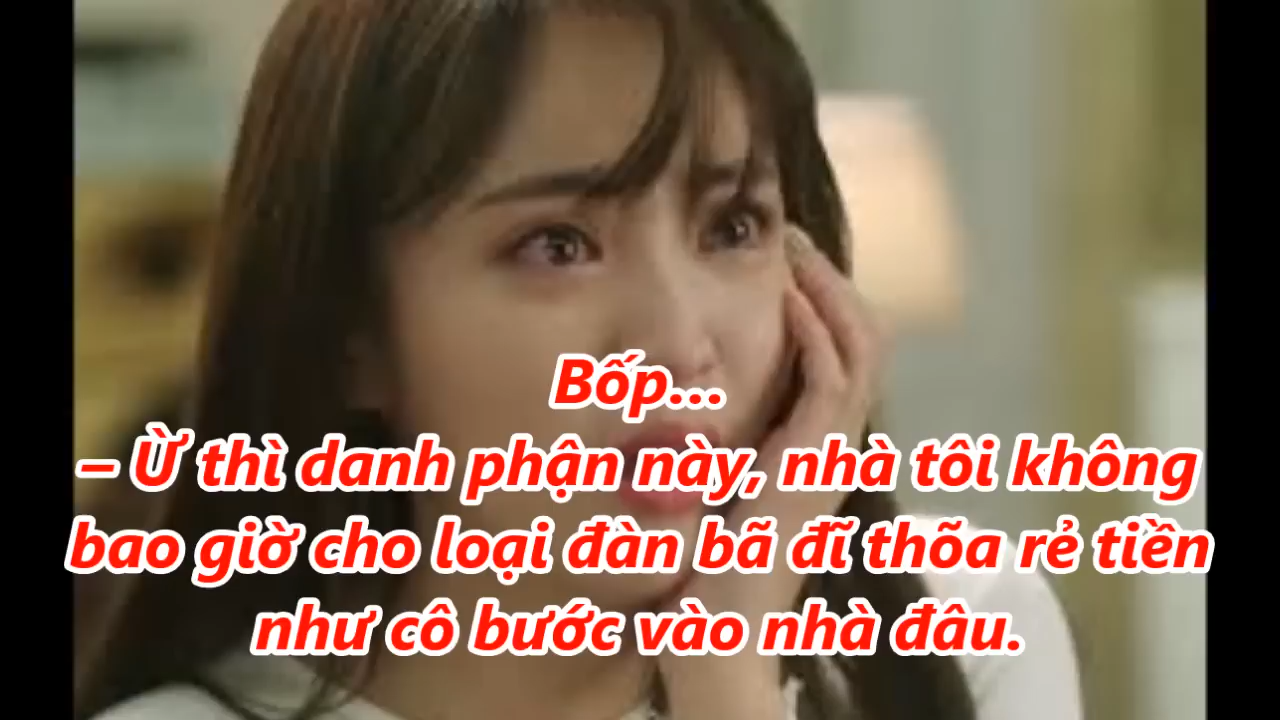 Bốp...
– Ừ thì danh phận này, nhà tôi không
bao giờ cho loại đàn bã đĩ thõa rẻ tiền
như cô bước vào nhà đâu.